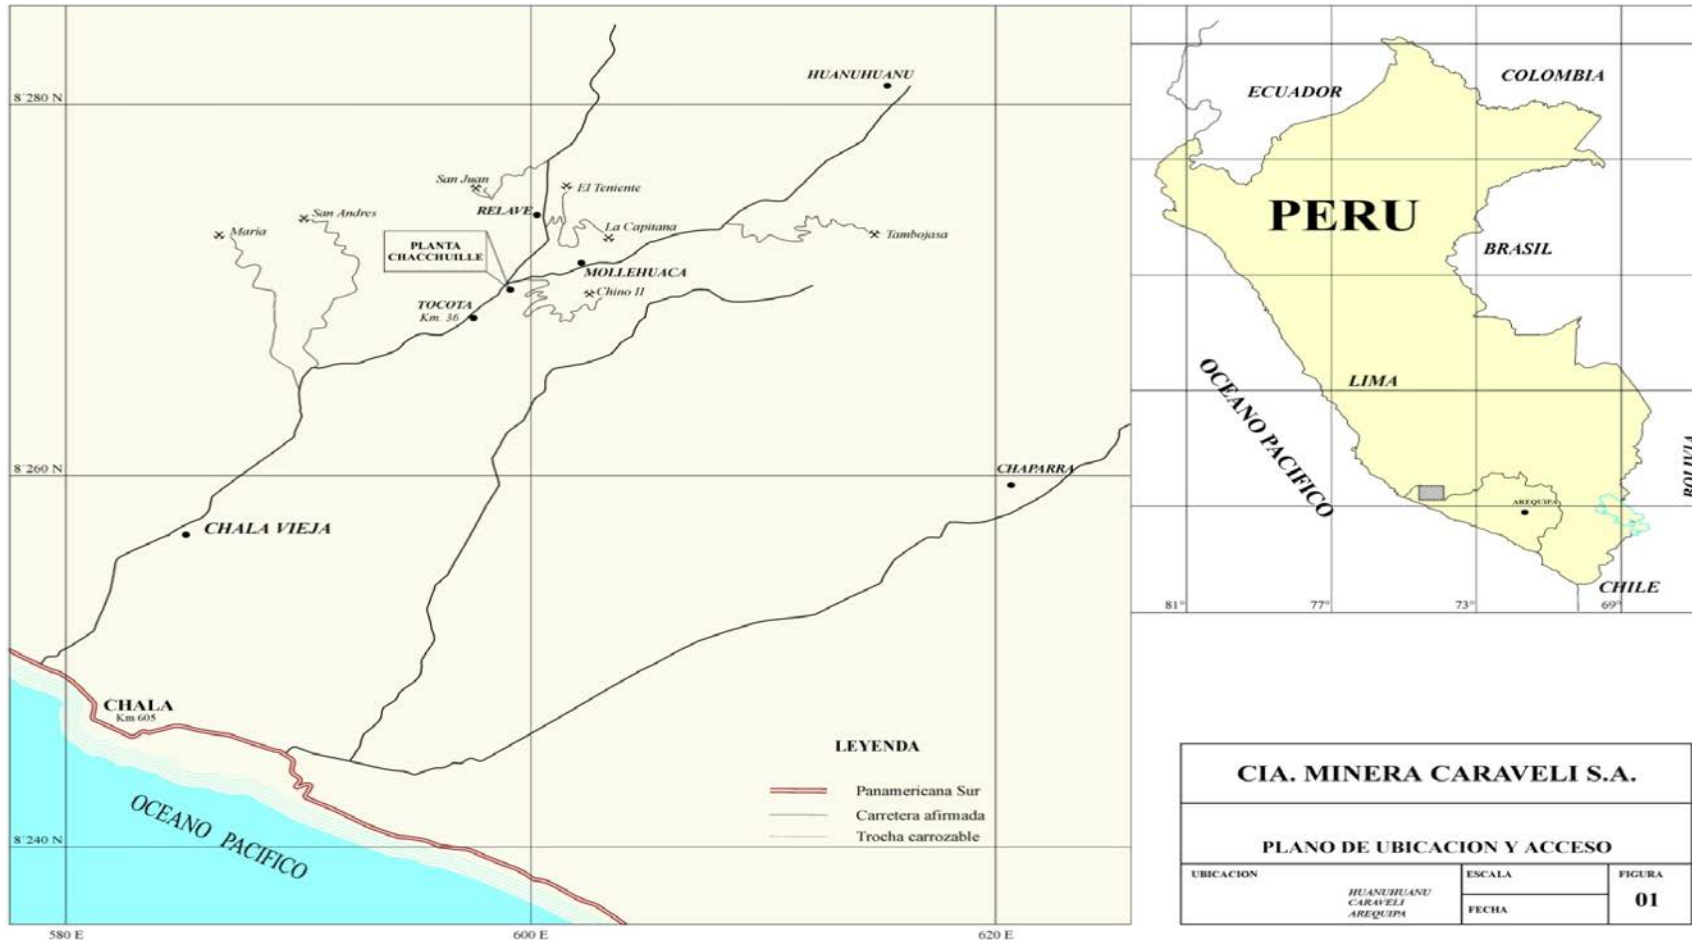 HUANUHUANU
8´280 N
San Juan
El Teniente
RELAVE
San Andres
La Capitana
Maria
Tambojasa
PLANTA
CHACCHUILLE
MOLLEHUACA
Chino II
TOCOTA
Km. 36
8´260 N
CHAPARRA
CHALA VIEJA
CHALA
Km 605
OCEANO PACIFICO
8´240 N
LEYENDA
Panamericana Sur
Carretera afirmada
Trocha carrozable
580 E
600 E
620 E
COLOMBIA
ECUADOR
PERU
BRASIL
OCEANO PACIFICO
LIMA
BOLIVIA
AREQUIPA
CHILE
81°
77°
73°
69°
CIA. MINERA CARAVELI S.A.
PLANO DE UBICACION Y ACCESO
UBICACION
HUANUHUANU
CARAVELI
AREQUIPA
ESCALA
FECHA
FIGURA
01